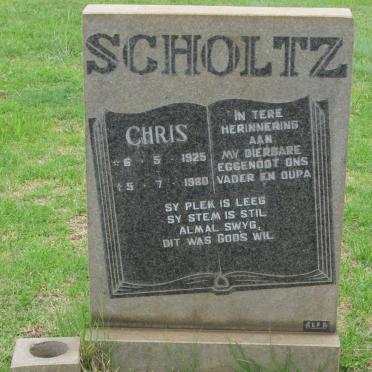 SCHOLTZ
CHRIS
* 6 · 5 · 1925
† 5 · 7 · 1980
IN TERE
HERINNERING
AAN
MY DIERBARE
EGGENOOT ONS
VADER EN OUPA
SY PLEK IS LEEG
SY STEM IS STIL
ALMAL SWYG,
DIT WAS GOD'S WIL